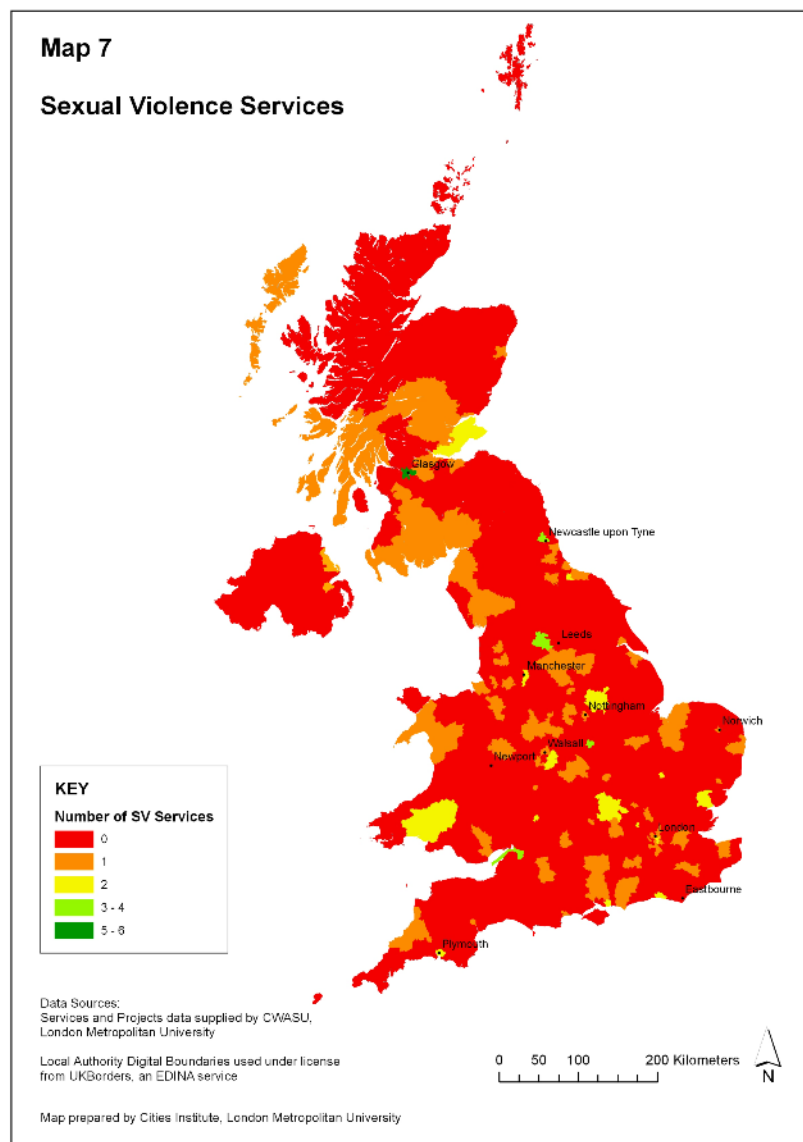 Map 7
Sexual Violence Services
Glasgow
Newcastle upon Tyne
Leeds
Manchester
Nottingham
Norwich
Walsall
Newport
London
Eastbourne
Plymouth
KEY
Number of SV Services
0
1
2
3 - 4
5 - 6
Data Sources:
Services and Projects data supplied by CWASU,
London Metropolitan University
Local Authority Digital Boundaries used under license
from UKBorders, an EDINA service
Map prepared by Cities Institute, London Metropolitan University
0 50 100 200 Kilometers
N